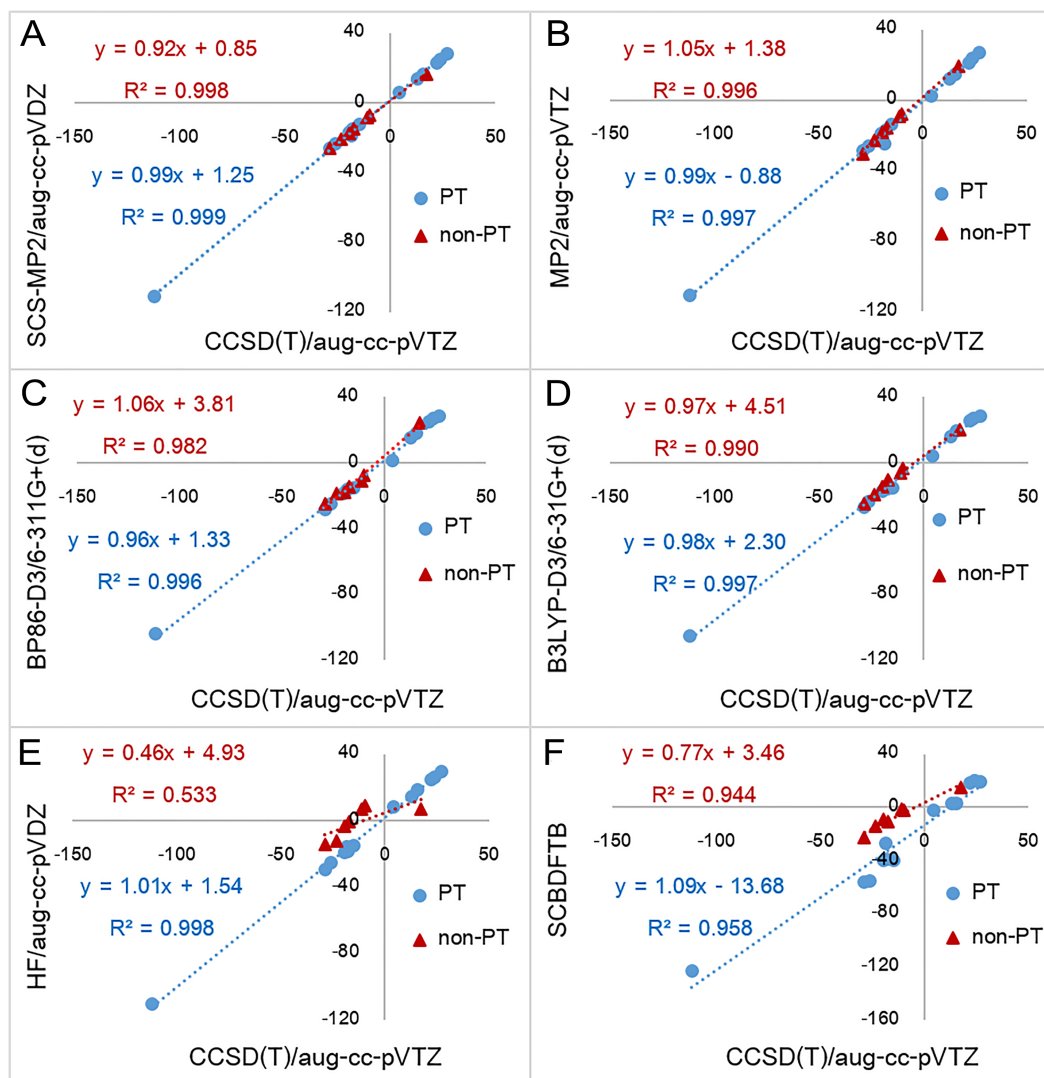 A
y = 0.92x + 0.85
R² = 0.998
y = 0.99x + 1.25
R² = 0.999
40
0
-40
-80
-120
-150
-100
-50
0
50
PT
non-PT
SCS-MP2/aug-cc-pVDZ
CCSD(T)/aug-cc-pVTZ
B
y = 1.05x + 1.38
R² = 0.996
y = 0.99x - 0.88
R² = 0.997
40
0
-40
-80
-120
-150
-100
-50
0
50
PT
non-PT
MP2/aug-cc-pVTZ
CCSD(T)/aug-cc-pVTZ
C
y = 1.06x + 3.81
R² = 0.982
y = 0.96x + 1.33
R² = 0.996
40
0
-40
-80
-120
-150
-100
-50
0
50
PT
non-PT
BP86-D3/6-311G+(d)
CCSD(T)/aug-cc-pVTZ
D
y = 0.97x + 4.51
R² = 0.990
y = 0.98x + 2.30
R² = 0.997
40
0
-40
-80
-120
-150
-100
-50
0
50
PT
non-PT
B3LYP-D3/6-31G+(d)
CCSD(T)/aug-cc-pVTZ
E
y = 0.46x + 4.93
R² = 0.533
y = 1.01x + 1.54
R² = 0.998
40
0
-40
-80
-120
-150
-100
-50
0
50
PT
non-PT
HF/aug-cc-pVDZ
CCSD(T)/aug-cc-pVTZ
F
y = 0.77x + 3.46
R² = 0.944
y = 1.09x - 13.68
R² = 0.958
40
0
-40
-80
-120
-160
-150
-100
-50
0
50
PT
non-PT
SCBDFTB
CCSD(T)/aug-cc-pVTZ